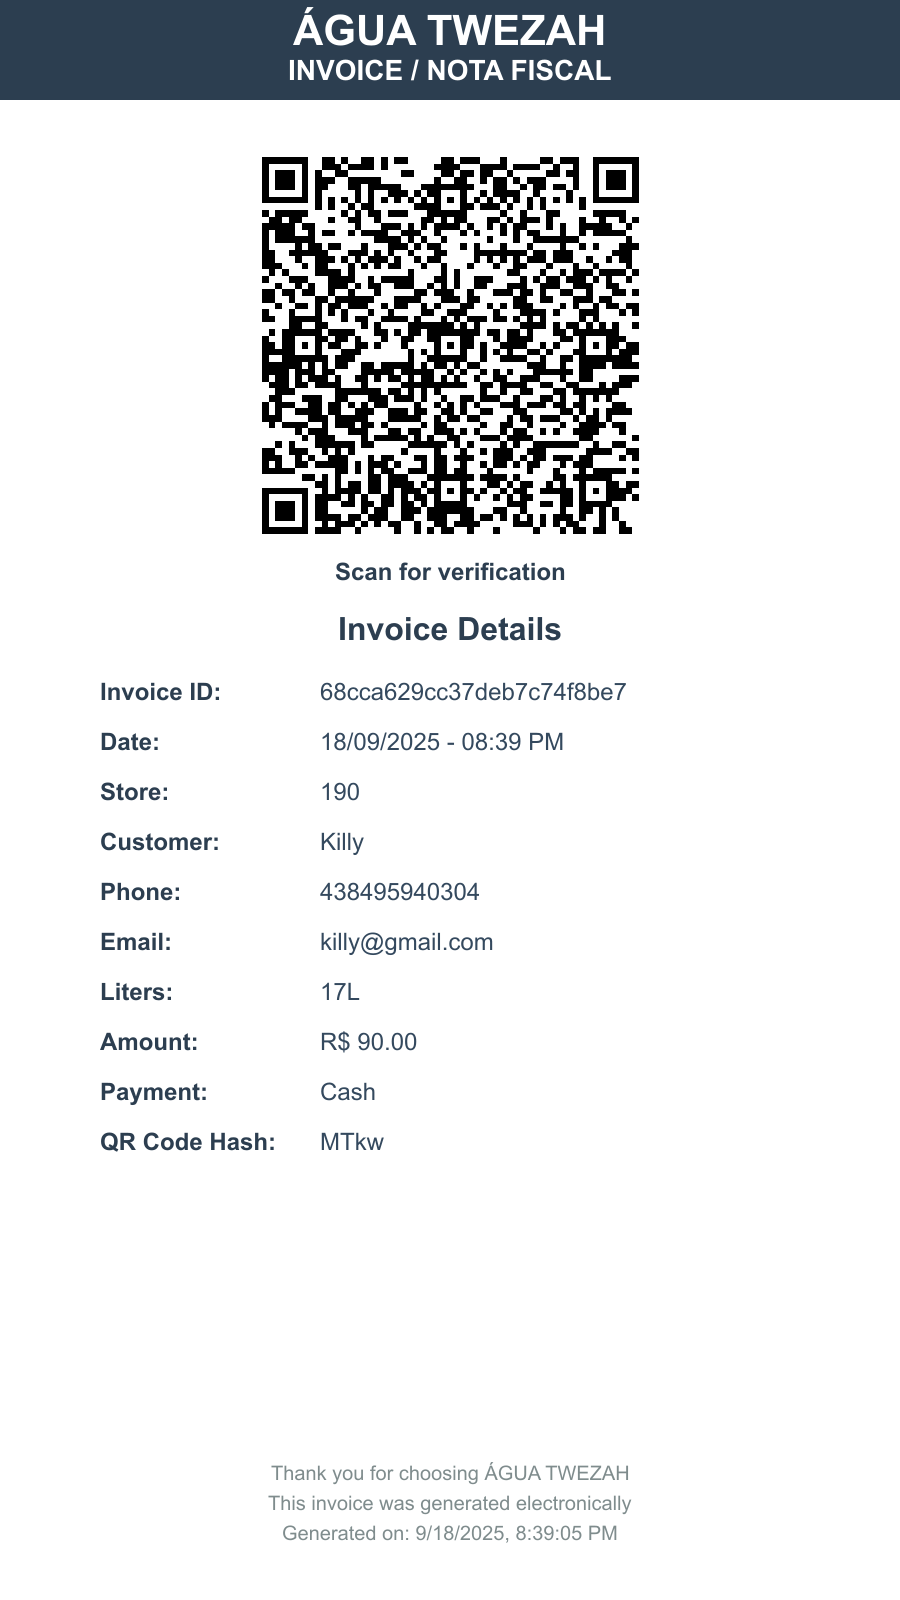 ÁGUA TWEZAH
INVOICE / NOTA FISCAL
Scan for verification
Invoice Details
Invoice ID: 68cca629cc37deb7c74f8be7
Date: 18/09/2025 - 08:39 PM
Store: 190
Customer: Killy
Phone: 438495940304
Email: killy@gmail.com
Liters: 17L
Amount: R$ 90.00
Payment: Cash
QR Code Hash: MTkw
Thank you for choosing ÁGUA TWEZAH
This invoice was generated electronically
Generated on: 9/18/2025, 8:39:05 PM